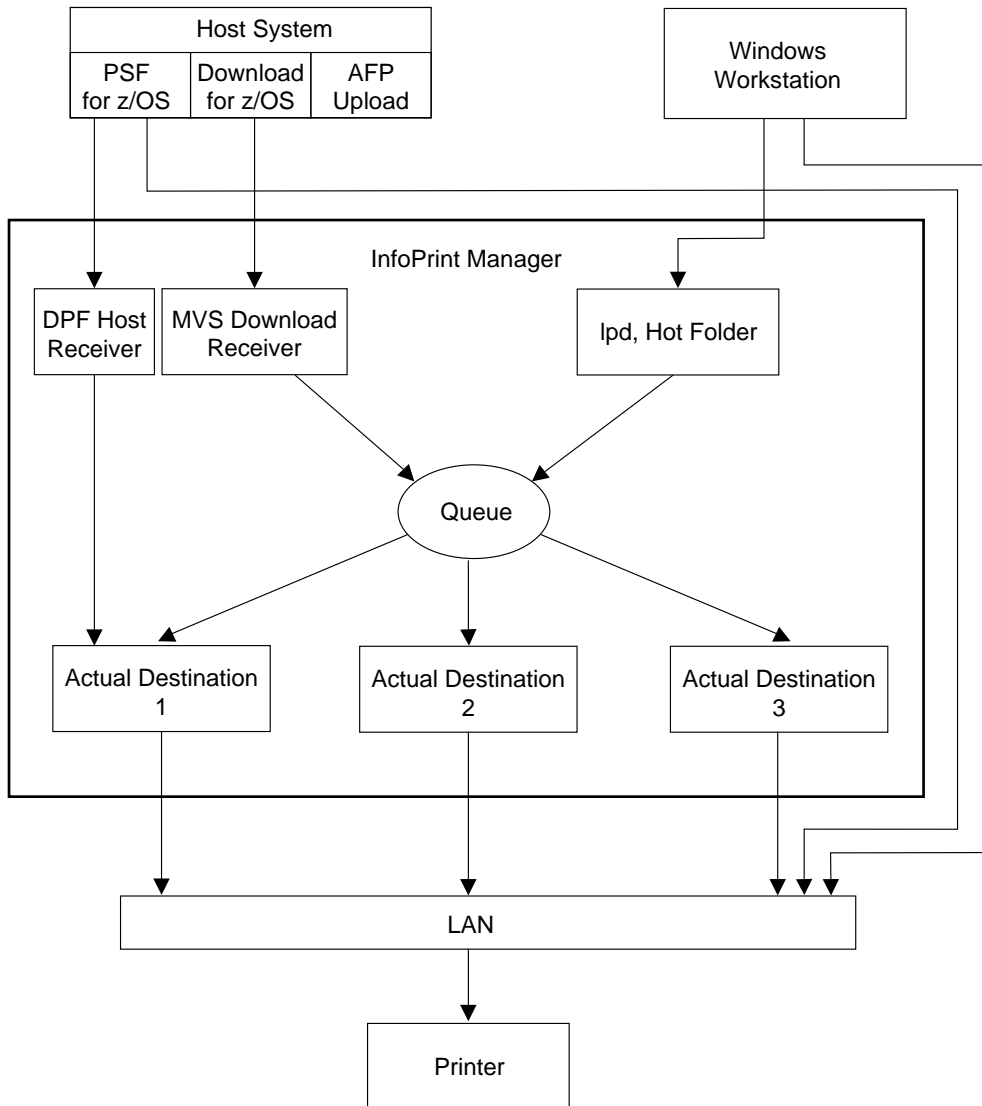 Host System
PSF
for z/OS
Download
for z/OS
AFP
Upload
Windows
Workstation
InfoPrint Manager
DPF Host
Receiver
MVS Download
Receiver
lpd, Hot Folder
Queue
Actual Destination
1
Actual Destination
2
Actual Destination
3
LAN
Printer